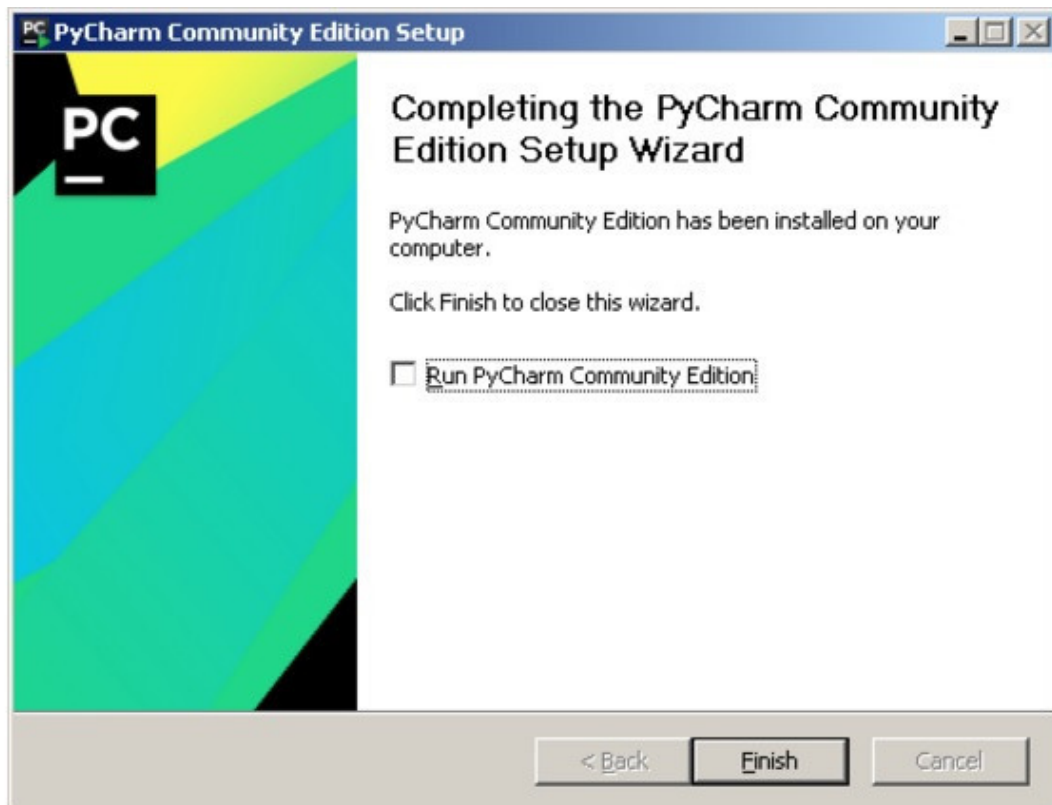 PyCharm Community Edition Setup
PC
Completing the PyCharm Community
Edition Setup Wizard
PyCharm Community Edition has been installed on your
computer.
Click Finish to close this wizard.
Run PyCharm Community Edition
< Back
Finish
Cancel